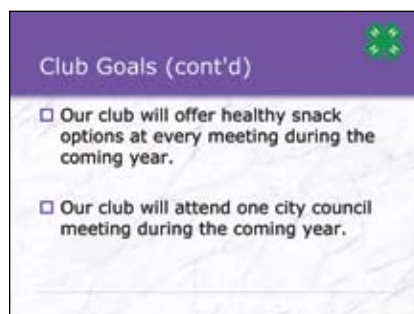 Club Goals (cont'd)
Our club will offer healthy snack
options at every meeting during the
coming year.
Our club will attend one city council
meeting during the coming year.